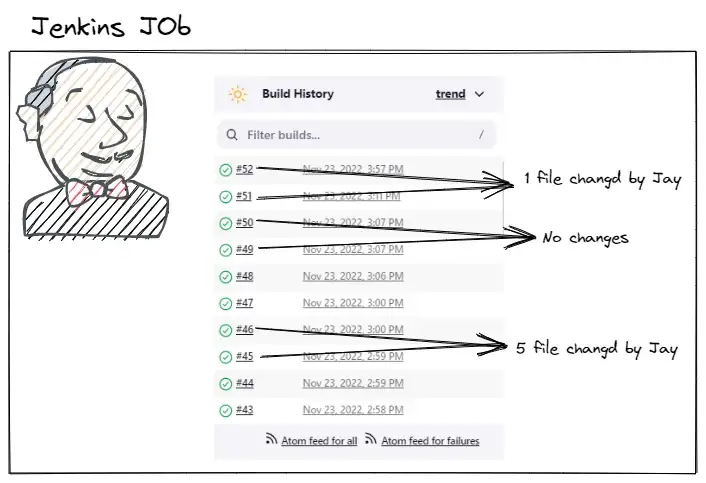 Jenkins JOb
Build History trend
Filter builds... /
#52 Nov 23, 2022, 3:57 PM
#51 Nov 23, 2022, 3:11 PM
1 file changd by Jay
#50 Nov 23, 2022, 3:07 PM
No changes
#49 Nov 23, 2022, 3:07 PM
#48 Nov 23, 2022, 3:06 PM
#47 Nov 23, 2022, 3:00 PM
#46 Nov 23, 2022, 3:00 PM
5 file changd by Jay
#45 Nov 23, 2022, 2:59 PM
#44 Nov 23, 2022, 2:59 PM
#43 Nov 23, 2022, 2:58 PM
Atom feed for all Atom feed for failures